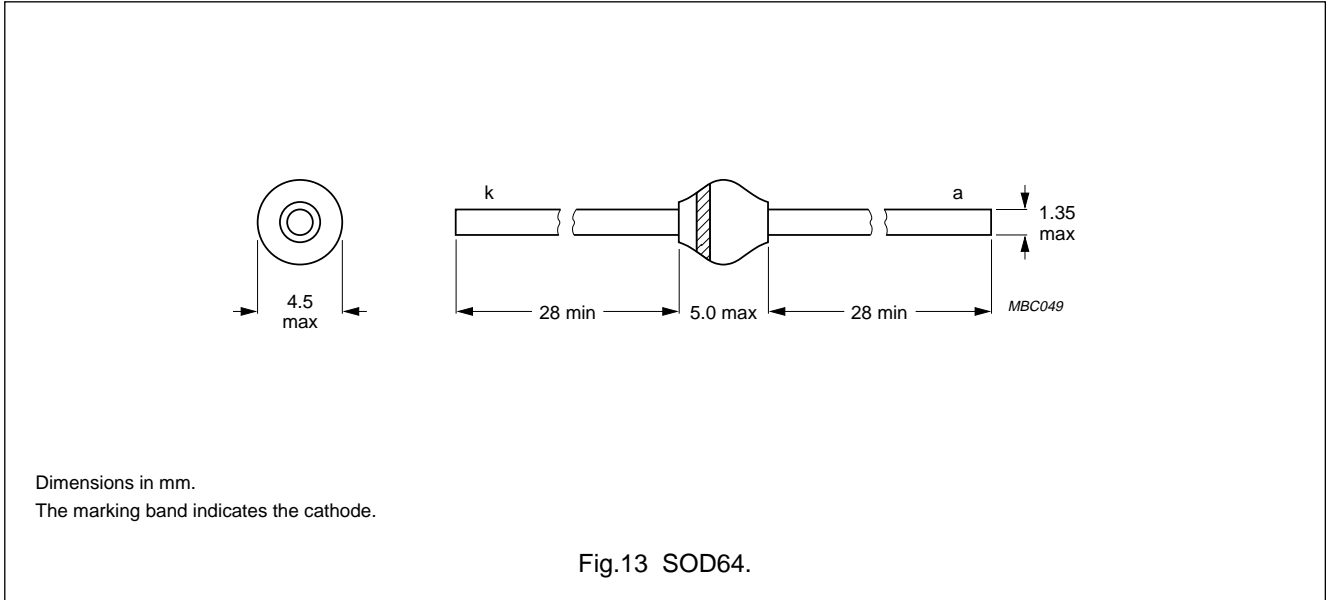 k
a
1.35
max
4.5
max
28 min
5.0 max
28 min
MBC049
Dimensions in mm.
The marking band indicates the cathode.
Fig.13 SOD64.